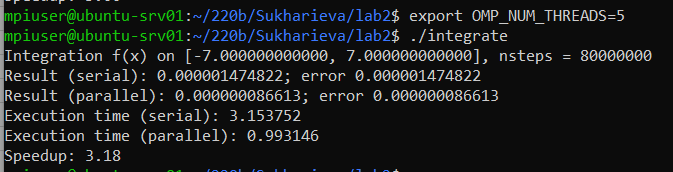 mpiuser@ubuntu-srv01:~/220b/Sukharieva/lab2$ export OMP_NUM_THREADS=5
mpiuser@ubuntu-srv01:~/220b/Sukharieva/lab2$ ./integrate
Integration f(x) on [-7.000000000000, 7.000000000000], nsteps = 80000000
Result (serial): 0.000001474822; error 0.000001474822
Result (parallel): 0.000000086613; error 0.000000086613
Execution time (serial): 3.153752
Execution time (parallel): 0.993146
Speedup: 3.18